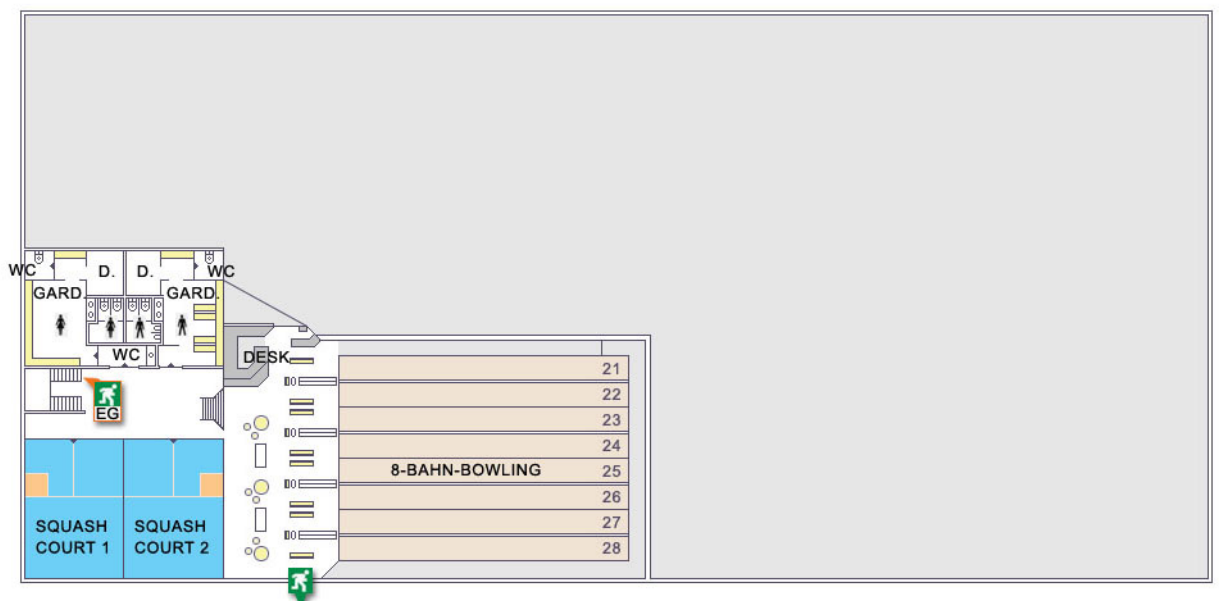 WC
D.
D.
WC
GARD.
GARD.
WC
DESK
EG
21
22
23
24
8-BAHN-BOWLING
25
26
27
28
SQUASH
COURT 1
SQUASH
COURT 2